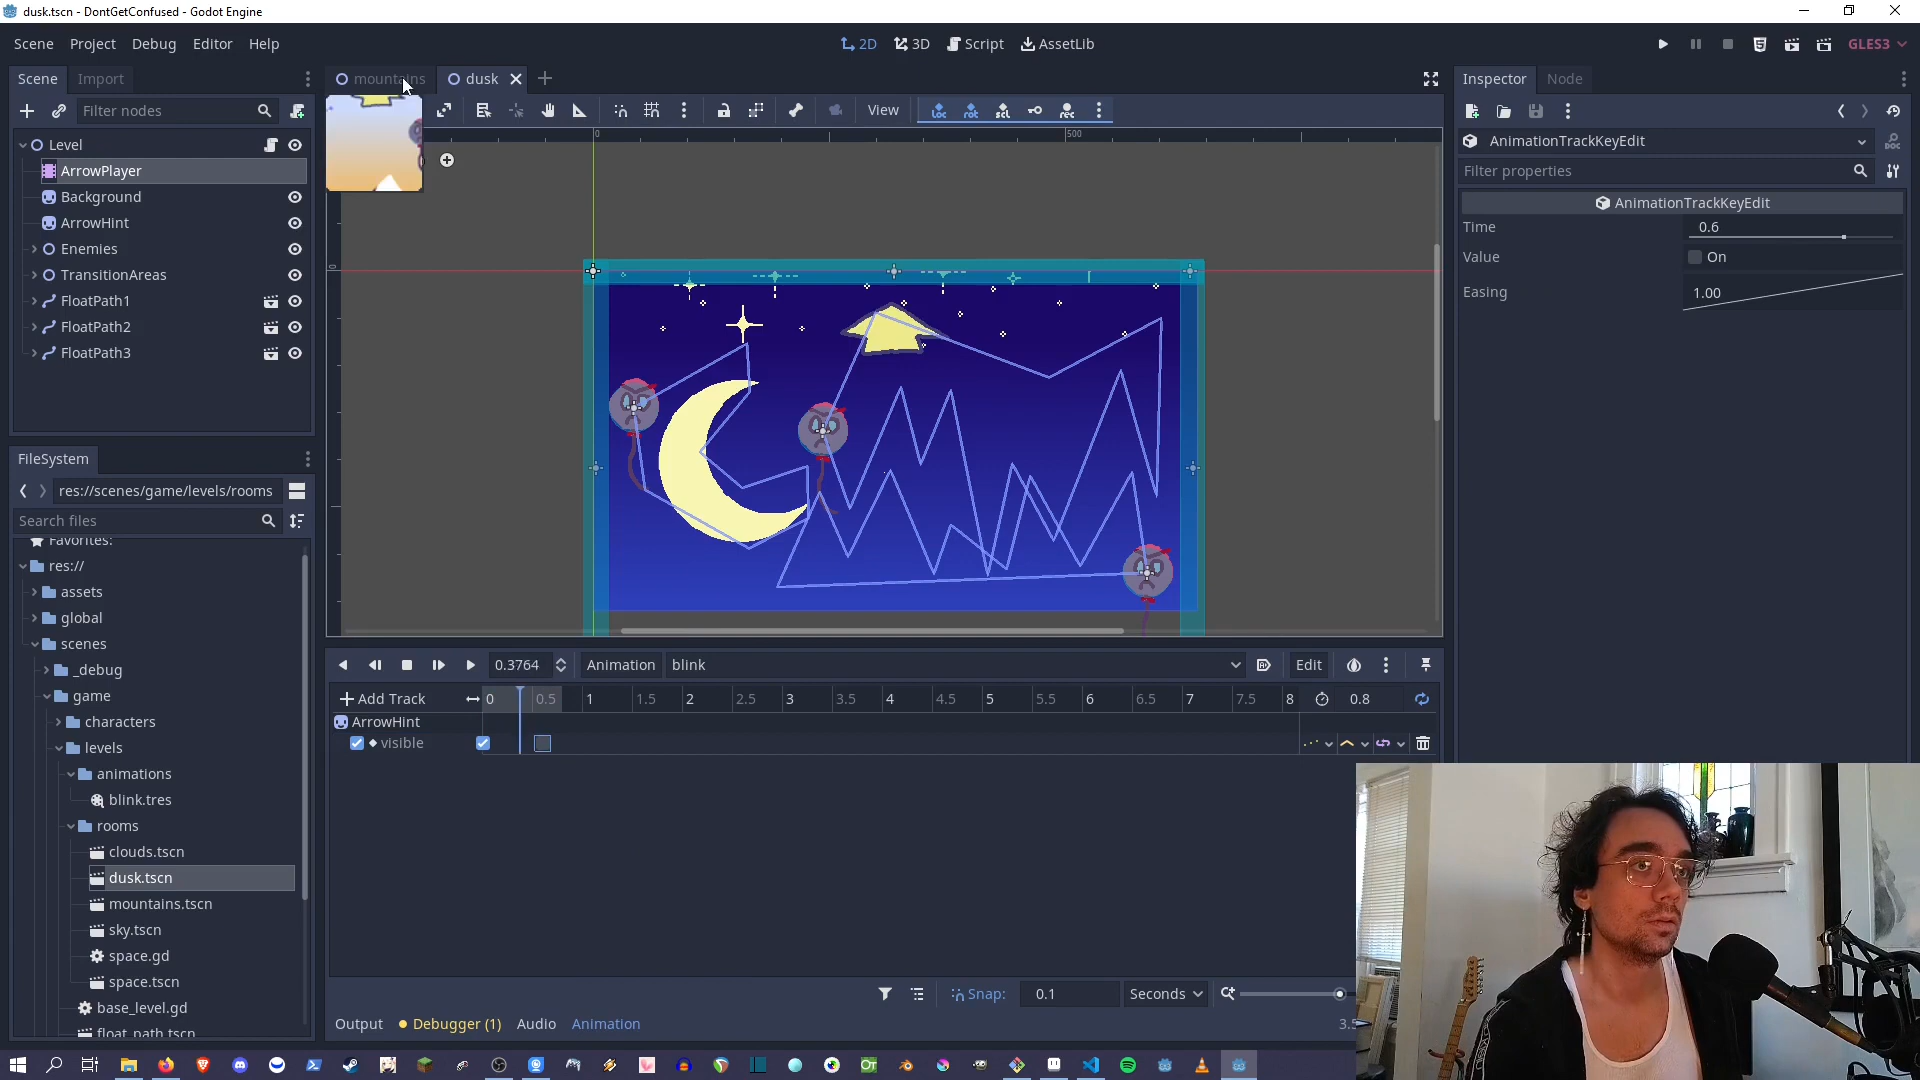 dusk.tscn - DontGetConfused - Godot Engine
Scene Project Debug Editor Help
2D 3D Script AssetLib
GLES3
Scene Import
mountains dusk
Inspector Node
Filter nodes
View
Level
ArrowPlayer
Background
ArrowHint
Enemies
TransitionAreas
FloatPath1
FloatPath2
FloatPath3
0 500
0
AnimationTrackKeyEdit
Filter properties
AnimationTrackKeyEdit
Time 0.6
Value On
Easing 1.00
FileSystem
res://scenes/game/levels/rooms
Search files
Favorites:
res://
assets
global
scenes
_debug
game
characters
levels
animations
blink.tres
rooms
clouds.tscn
dusk.tscn
mountains.tscn
sky.tscn
space.gd
space.tscn
base_level.gd
float_path.tscn
0.3764 Animation blink Edit
Add Track 0 0.5 1 1.5 2 2.5 3 3.5 4 4.5 5 5.5 6 6.5 7 7.5 8 0.8
ArrowHint
visible
Snap: 0.1 Seconds
Output Debugger (1) Audio Animation